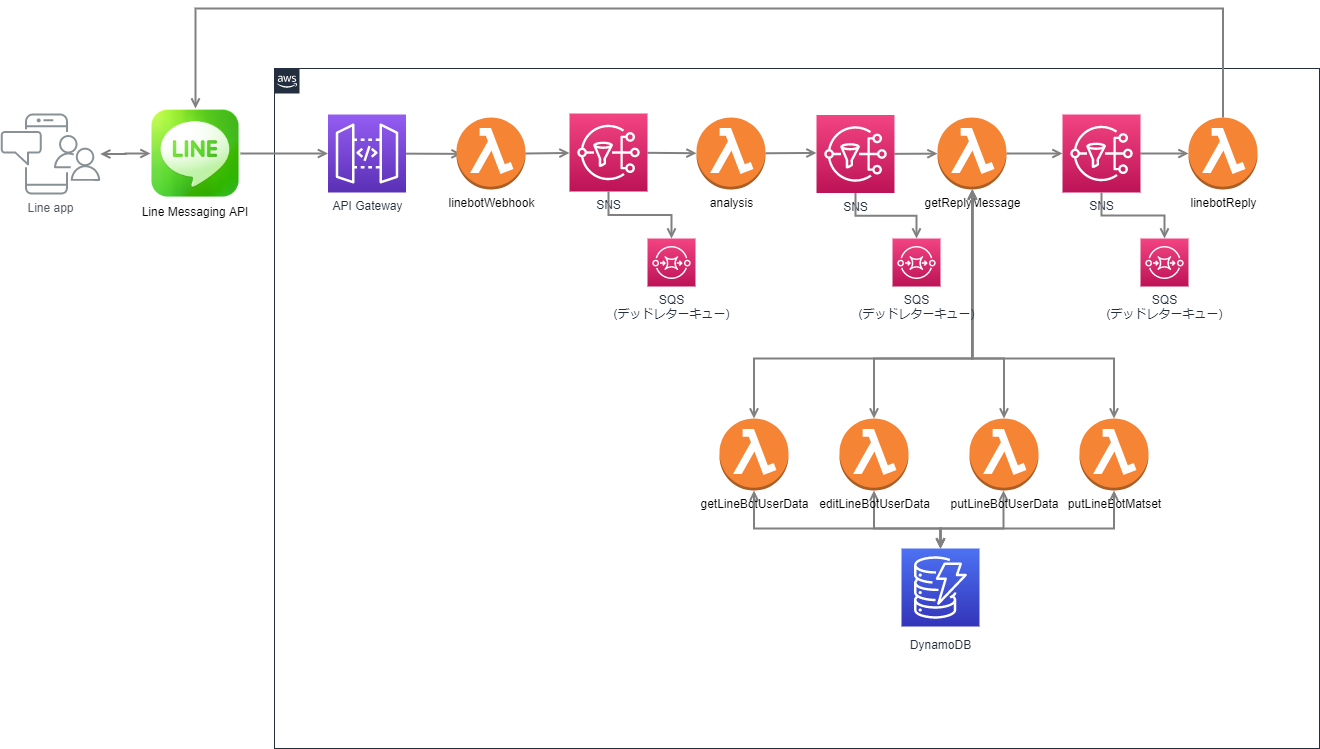 aws
LINE
Line app
Line Messaging API
API Gateway
linebotWebhook
SNS
analysis
SNS
getReplyMessage
SNS
linebotReply
SQS
(デッドレターキュー)
SQS
(デッドレターキュー)
SQS
(デッドレターキュー)
getLineBotUserData
editLineBotUserData
putLineBotUserData
putLineBotMatset
DynamoDB